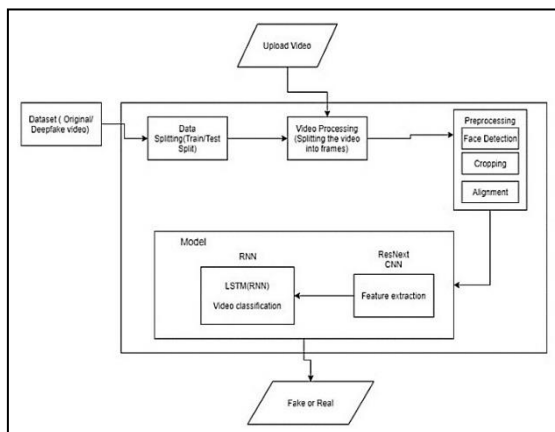 Upload Video
Dataset ( Original/
Deepfake video)
Data
Splitting(Train/Test
Split)
Video Processing
(Splitting the video
into frames)
Preprocessing
Face Detection
Cropping
Alignment
Model
RNN
LSTM(RNN)
Video classification
ResNext
CNN
Feature extraction
Fake or Real